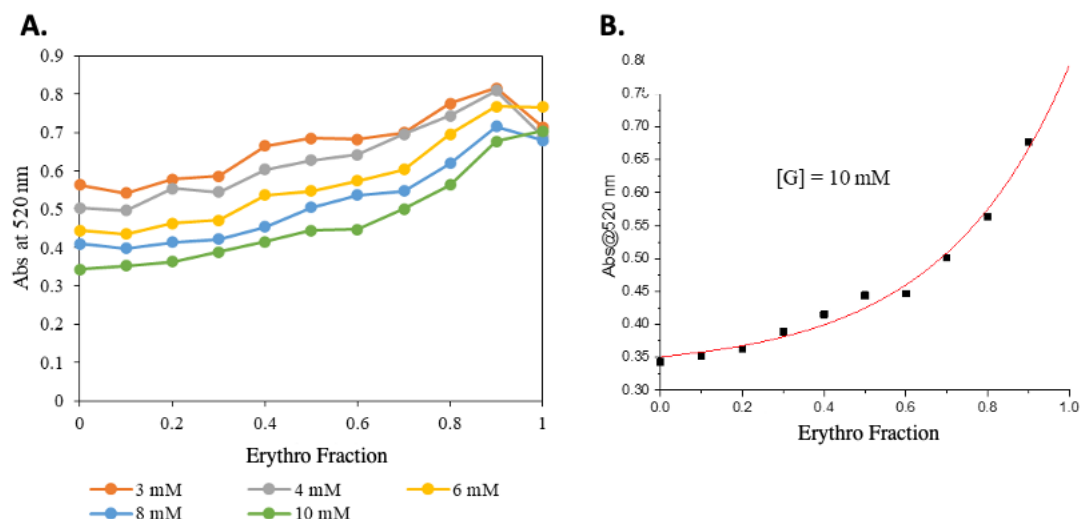 A.
0.9
0.8
0.7
0.6
0.5
0.4
0.3
0.2
0.1
0
Abs at 520 nm
0 0.2 0.4 0.6 0.8 1
Erythro Fraction
3 mM 4 mM 6 mM
8 mM 10 mM
B.
0.80
0.75
0.70
0.65
0.60
0.55
0.50
0.45
0.40
0.35
0.30
Abs@520 nm
[G] = 10 mM
0.0 0.2 0.4 0.6 0.8 1.0
Erythro Fraction